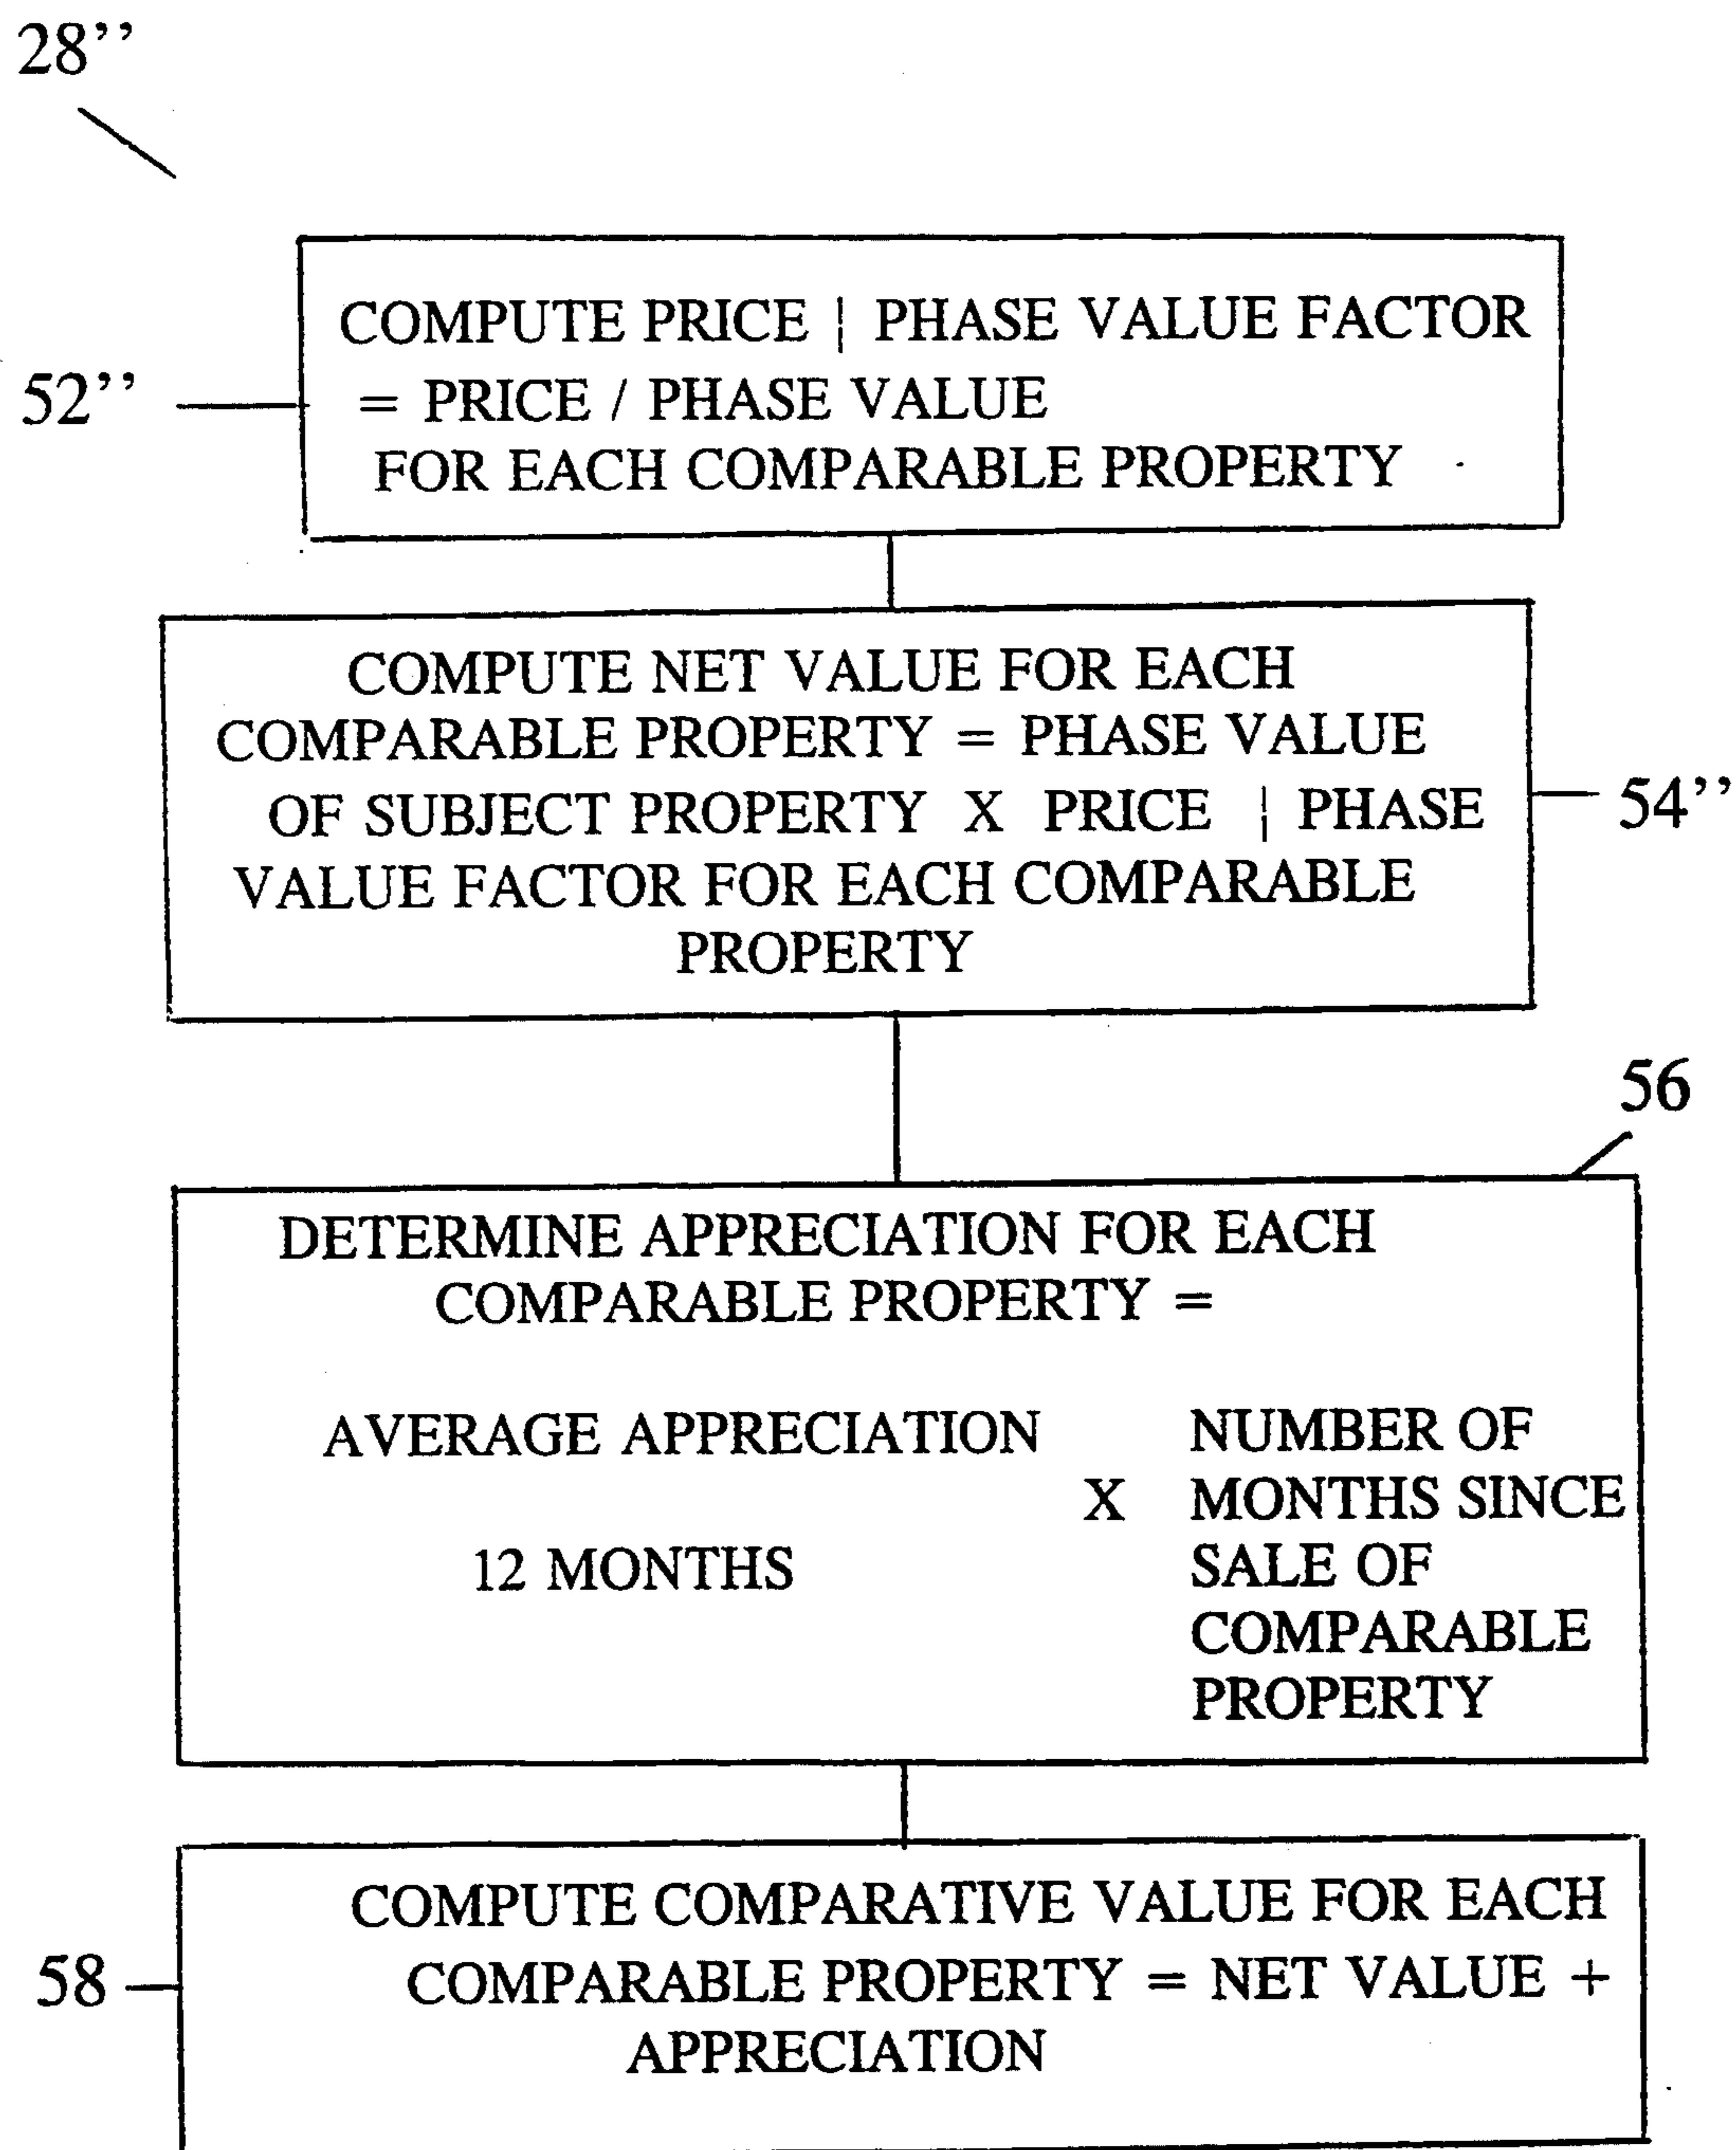 28’’
COMPUTE PRICE | PHASE VALUE FACTOR
52’’
= PRICE / PHASE VALUE
FOR EACH COMPARABLE PROPERTY
COMPUTE NET VALUE FOR EACH
COMPARABLE PROPERTY = PHASE VALUE
OF SUBJECT PROPERTY X PRICE | PHASE
54’’
VALUE FACTOR FOR EACH COMPARABLE
PROPERTY
56
DETERMINE APPRECIATION FOR EACH
COMPARABLE PROPERTY =
AVERAGE APPRECIATION
12 MONTHS
X
NUMBER OF
MONTHS SINCE
SALE OF
COMPARABLE
PROPERTY
COMPUTE COMPARATIVE VALUE FOR EACH
58
COMPARABLE PROPERTY = NET VALUE +
APPRECIATION